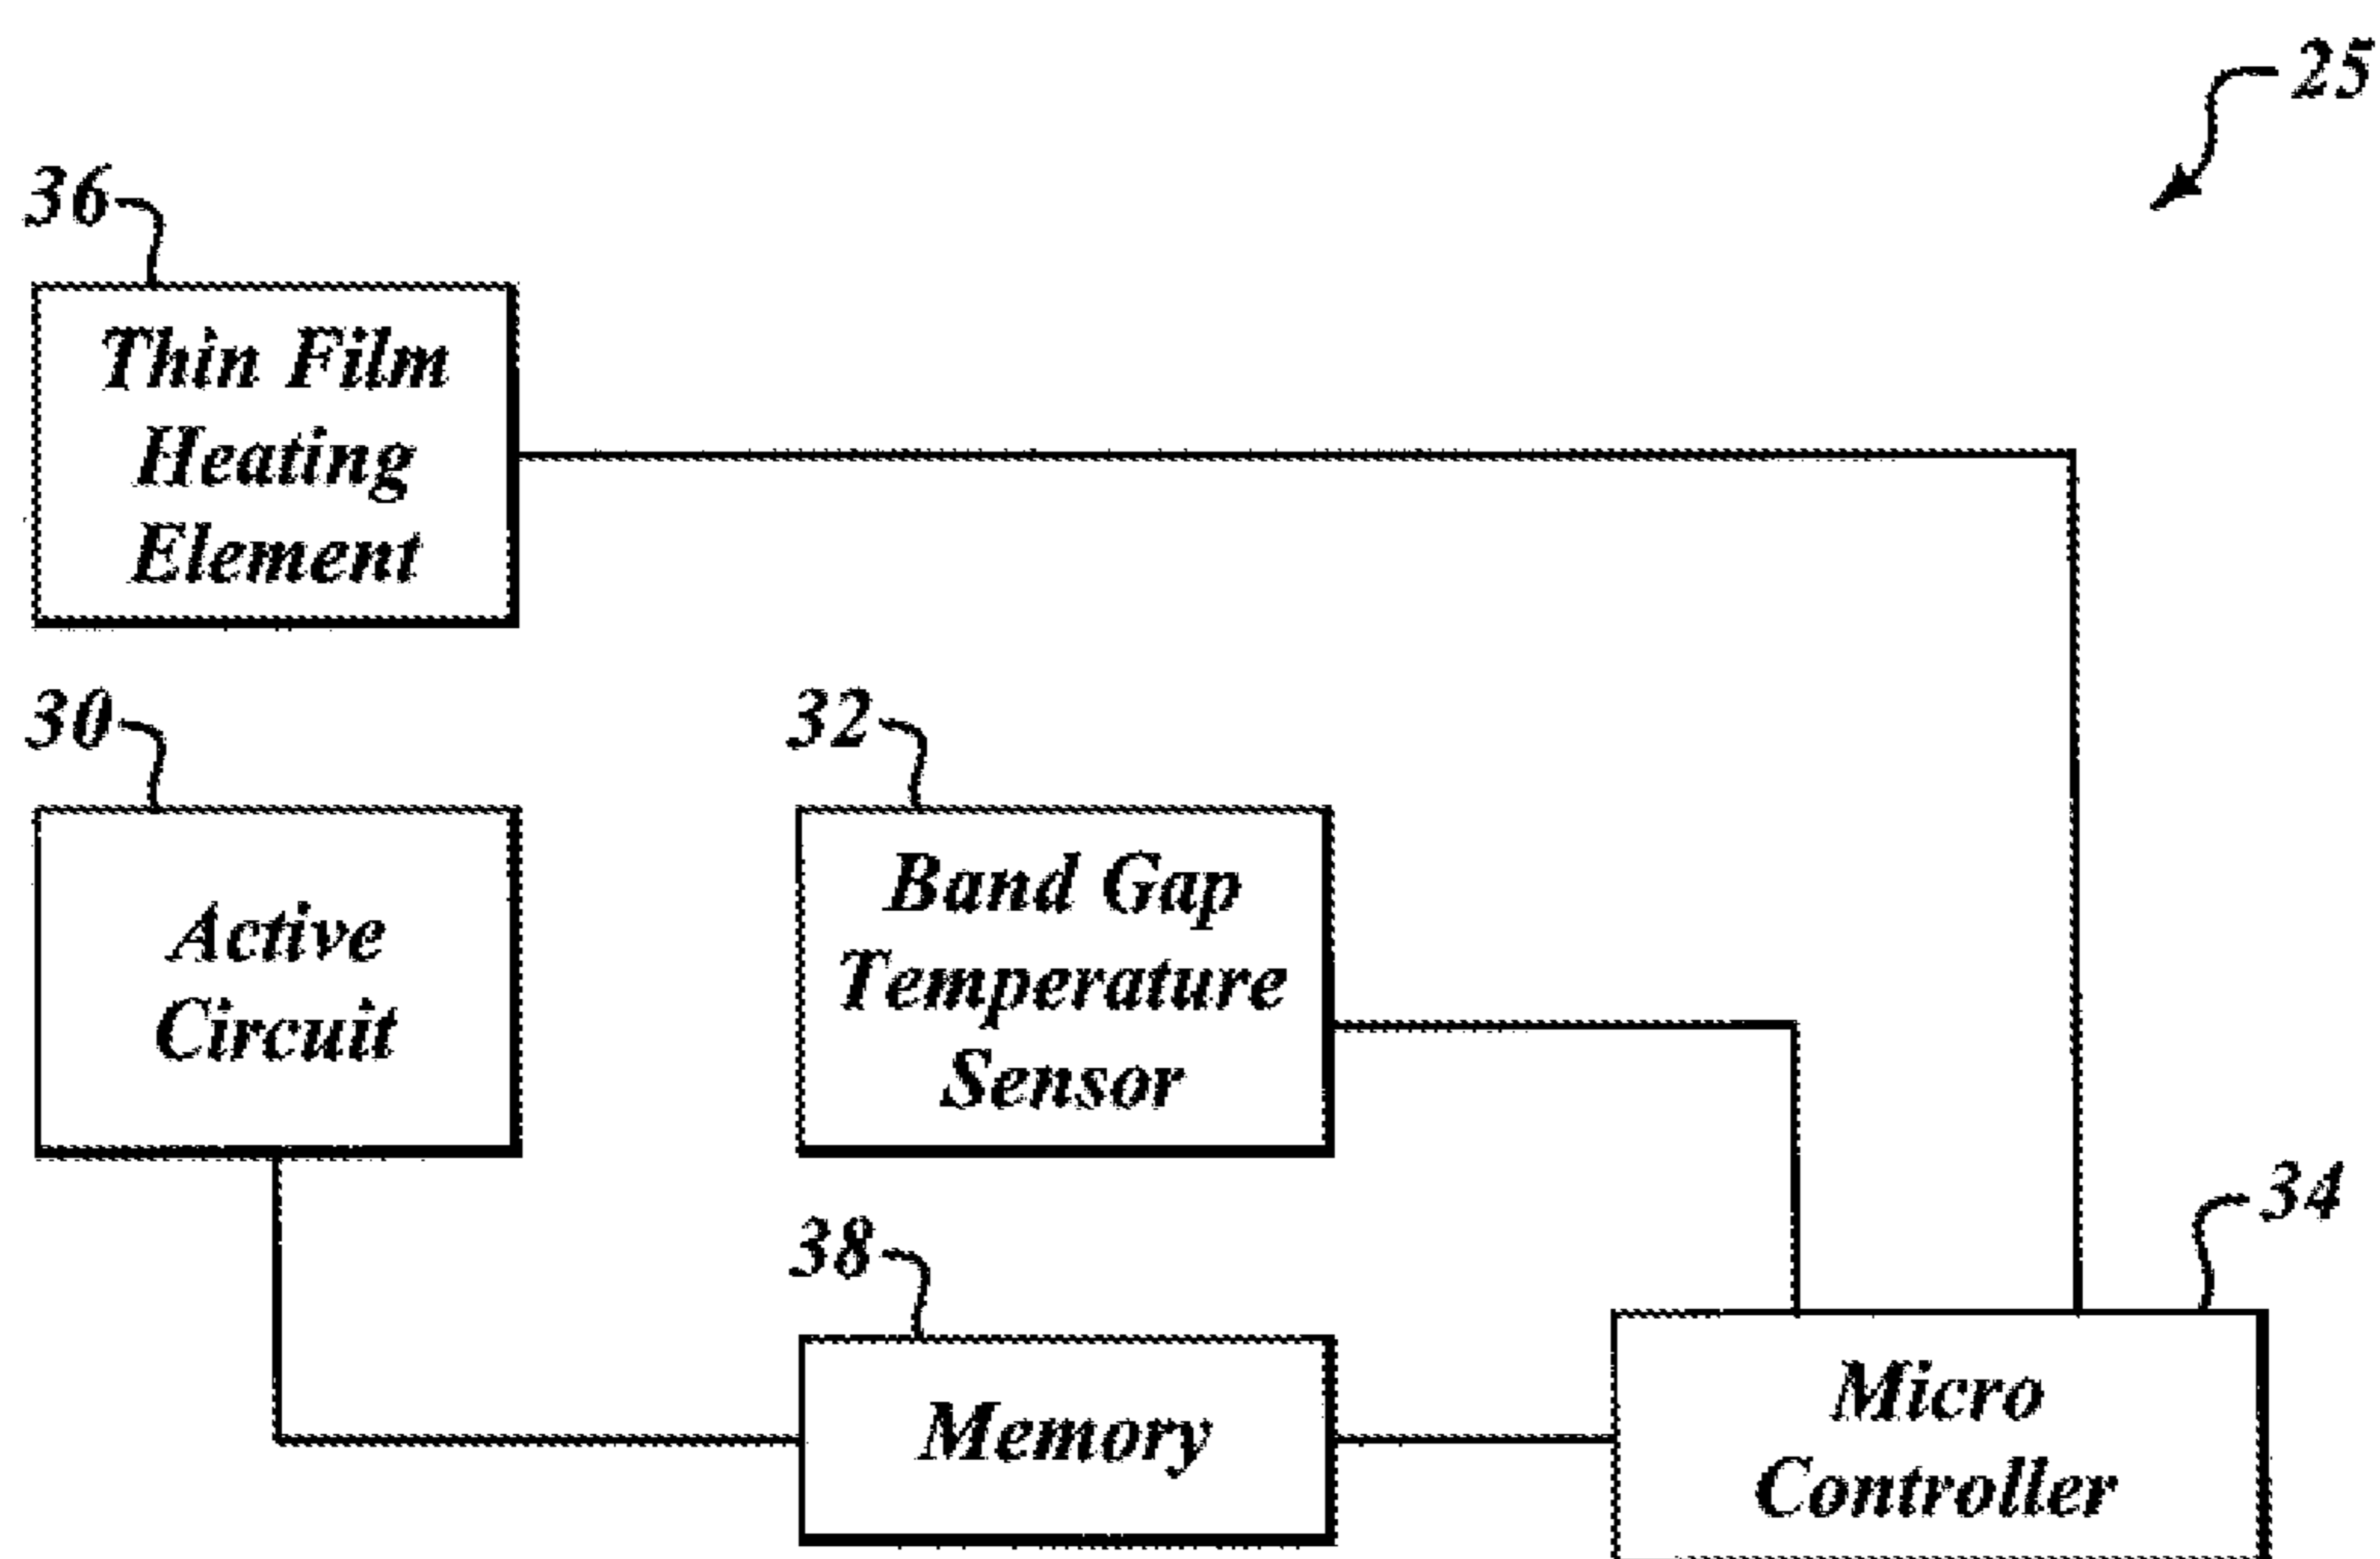 25
36
Thin Film
Heating
Element
30
Active
Circuit
32
Band Gap
Temperature
Sensor
34
38
Memory
Micro
Controller